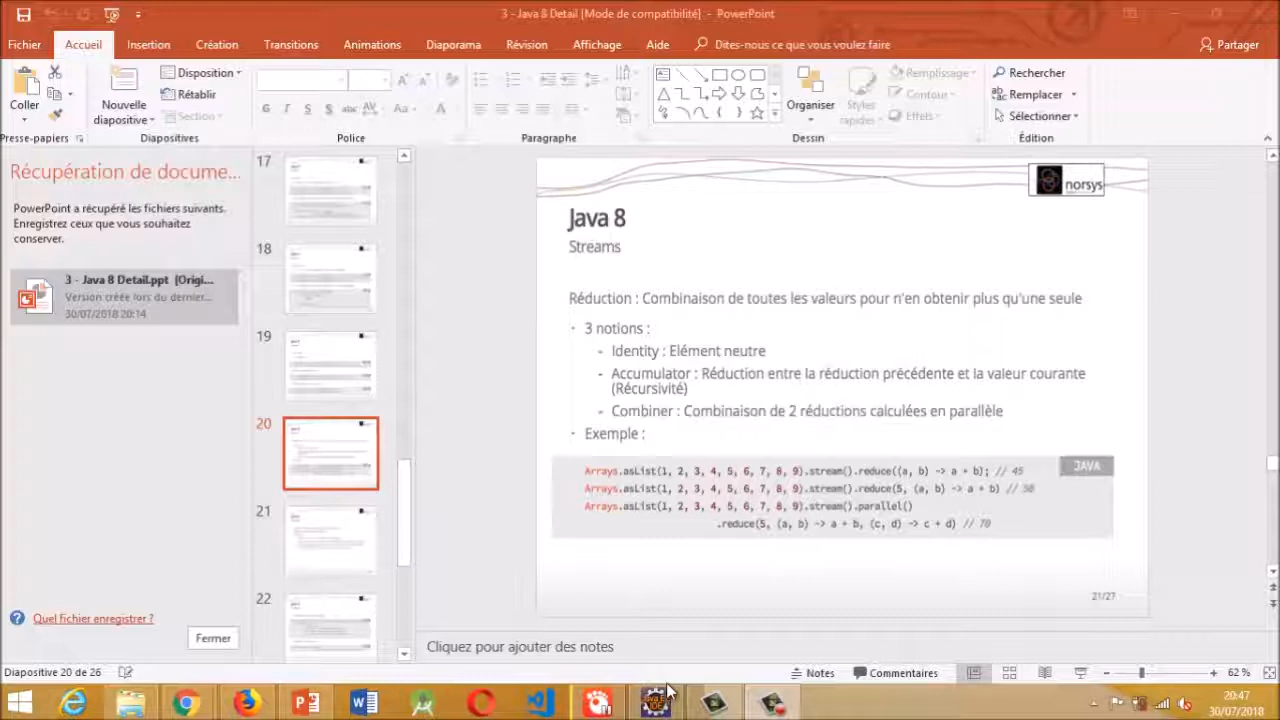 3 - Java 8 Detail [Mode de compatibilité] - PowerPoint
Fichier Accueil Insertion Création Transitions Animations Diaporama Révision Affichage Aide Dites-nous ce que vous voulez faire Partager
Coller
Presse-papiers
Nouvelle
diapositive
Disposition
Rétablir
Section
Diapositives
G I S S abc AV Aa A
Police
Paragraphe
Organiser
Styles
rapides
Remplissage
Contour
Effets
Dessin
Rechercher
Remplacer
Sélectionner
Édition
Récupération de docume...
PowerPoint a récupéré les fichiers suivants.
Enregistrez ceux que vous souhaitez
conserver.
3 - Java 8 Detail.ppt [Origi...
Version créée lors du dernier...
30/07/2018 20:14
Quel fichier enregistrer ?
Fermer
17
18
19
20
21
22
norsys
Java 8
Streams
Réduction : Combinaison de toutes les valeurs pour n'en obtenir plus qu'une seule
· 3 notions :
- Identity : Elément neutre
- Accumulator : Réduction entre la réduction précédente et la valeur courante
(Récursivité)
- Combiner : Combinaison de 2 réductions calculées en parallèle
· Exemple :
JAVA
Arrays.asList(1, 2, 3, 4, 5, 6, 7, 8, 9).stream().reduce((a, b) -> a + b); // 45
Arrays.asList(1, 2, 3, 4, 5, 6, 7, 8, 9).stream().reduce(5, (a, b) -> a + b) // 50
Arrays.asList(1, 2, 3, 4, 5, 6, 7, 8, 9).stream().parallel()
.reduce(5, (a, b) -> a + b, (c, d) -> c + d) // 70
21/27
Cliquez pour ajouter des notes
Diapositive 20 de 26 Notes Commentaires 62 %
20:47
30/07/2018